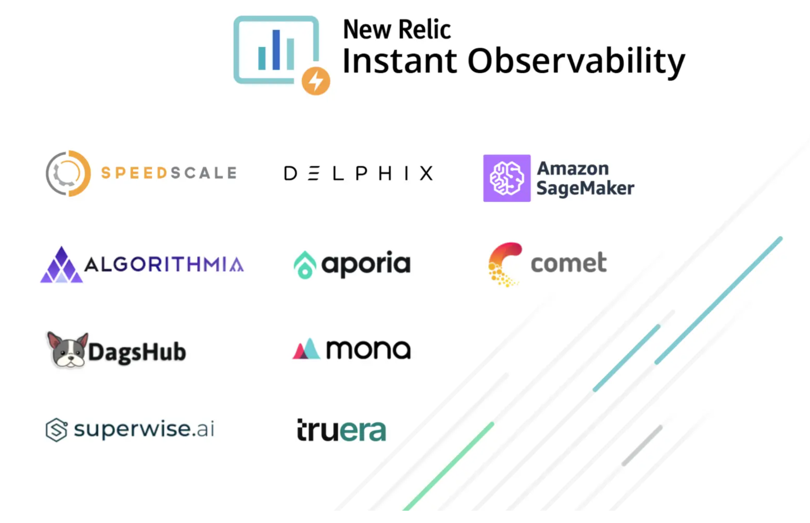 New Relic
Instant Observability
SPEEDSCALE
DELPHIX
Amazon
SageMaker
ALGORITHMIA
aporia
comet
DagsHub
mona
superwise.ai
truera